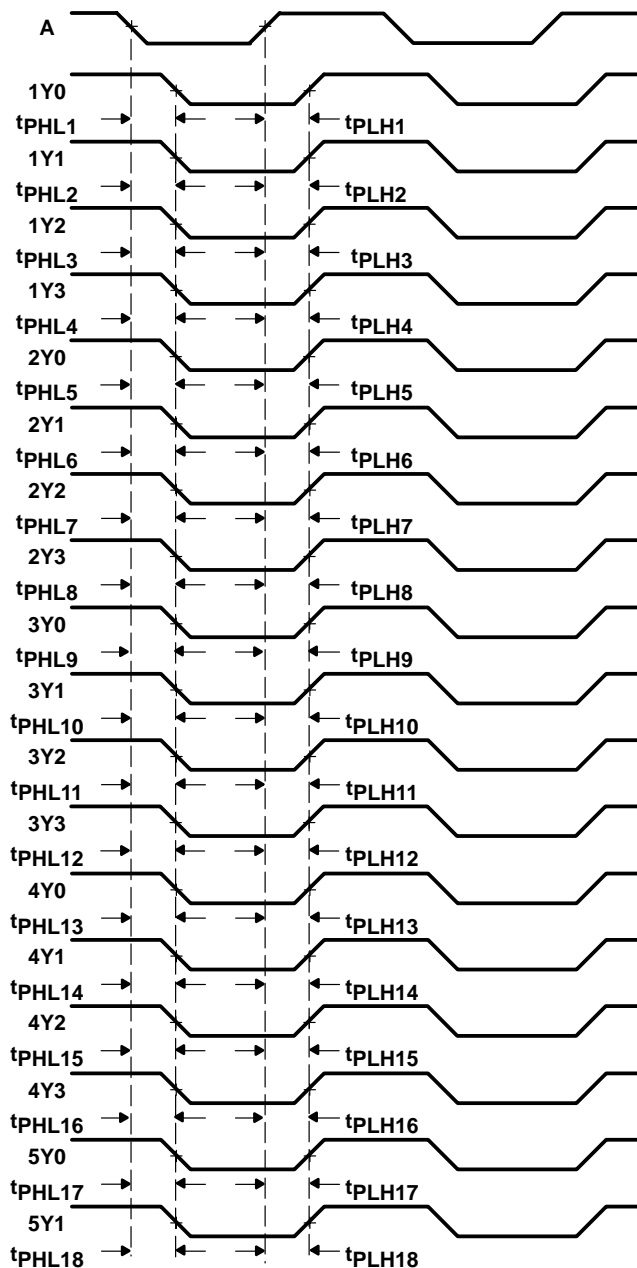 A
1Y0
tPHL1 tPLH1
1Y1
tPHL2 tPLH2
1Y2
tPHL3 tPLH3
1Y3
tPHL4 tPLH4
2Y0
tPHL5 tPLH5
2Y1
tPHL6 tPLH6
2Y2
tPHL7 tPLH7
2Y3
tPHL8 tPLH8
3Y0
tPHL9 tPLH9
3Y1
tPHL10 tPLH10
3Y2
tPHL11 tPLH11
3Y3
tPHL12 tPLH12
4Y0
tPHL13 tPLH13
4Y1
tPHL14 tPLH14
4Y2
tPHL15 tPLH15
4Y3
tPHL16 tPLH16
5Y0
tPHL17 tPLH17
5Y1
tPHL18 tPLH18